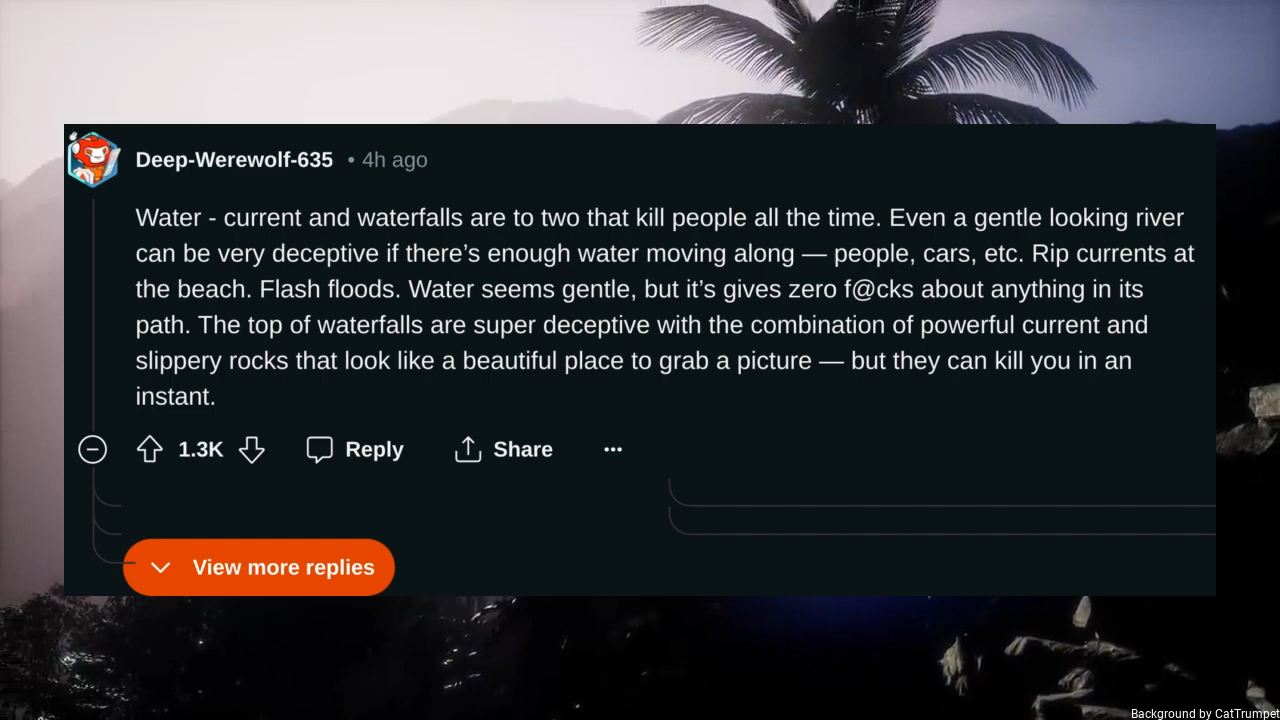 Deep-Werewolf-635 • 4h ago
Water - current and waterfalls are to two that kill people all the time. Even a gentle looking river
can be very deceptive if there’s enough water moving along — people, cars, etc. Rip currents at
the beach. Flash floods. Water seems gentle, but it’s gives zero f@cks about anything in its
path. The top of waterfalls are super deceptive with the combination of powerful current and
slippery rocks that look like a beautiful place to grab a picture — but they can kill you in an
instant.
1.3K Reply Share ...
View more replies
Background by CatTrumpet